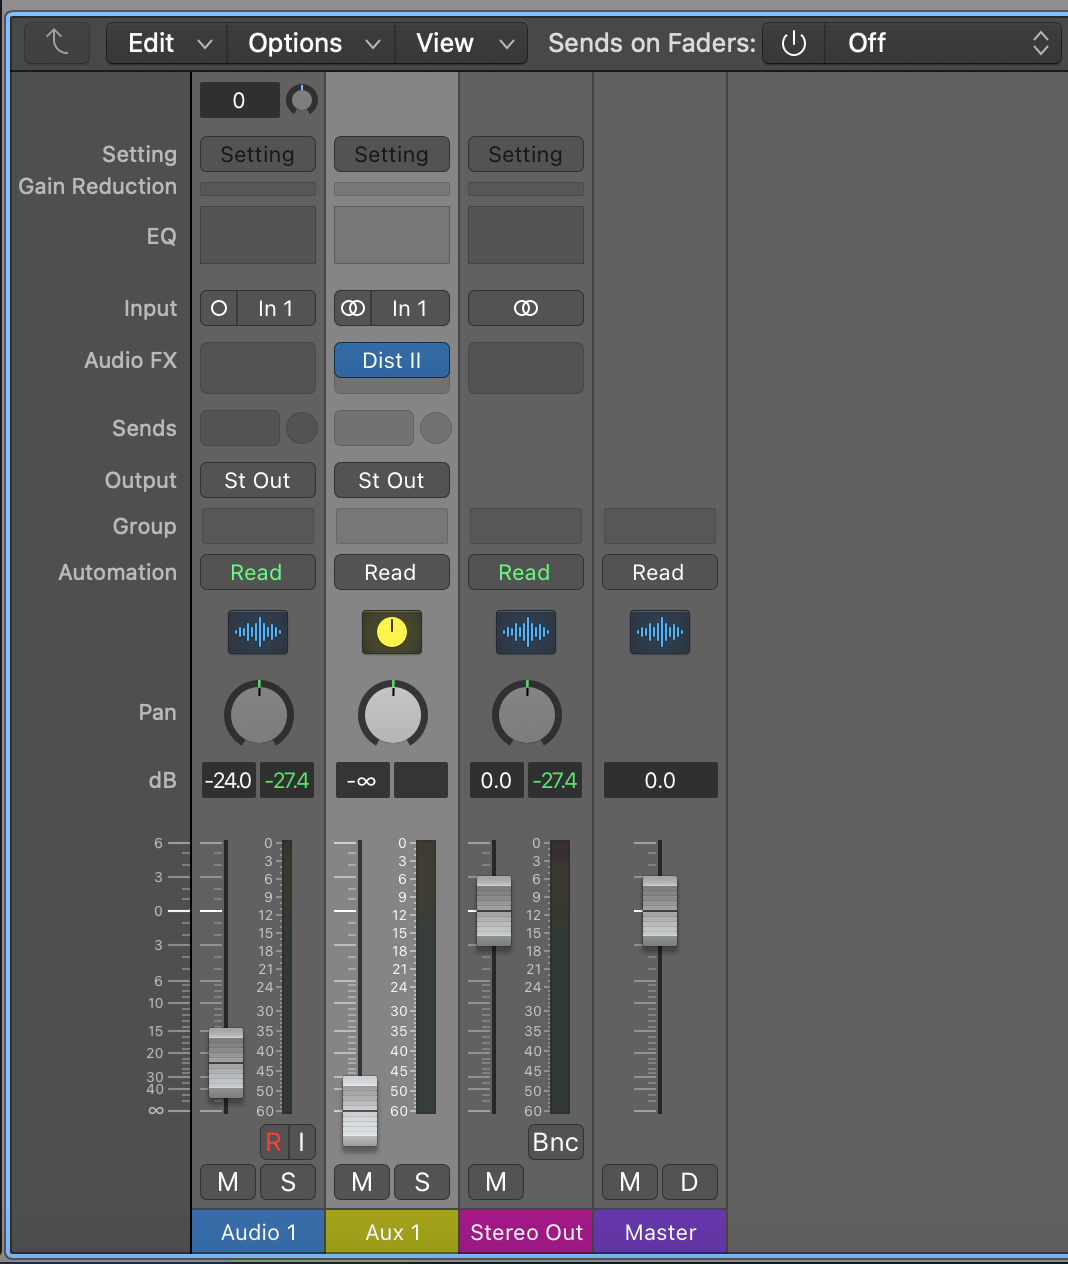 Edit Options View Sends on Faders: Off
0
Setting Setting Setting Setting
Gain Reduction
EQ
Input In 1 In 1
Audio FX Dist II
Sends
Output St Out St Out
Group
Automation Read Read Read Read
Pan
dB -24.0 -27.4 -∞ 0.0 -27.4 0.0
6 0 0 0
3 3 3
3 6 6 6
9 9 9
0 12 12 12
15 15 15
3 18 18 18
21 21 21
6 24 24 24
10 30 30 30
15 35 35 35
20 40 40 40
30 45 45 45
40 50 50 50
∞ 60 60 60
R I Bnc
M S M S M M D
Audio 1 Aux 1 Stereo Out Master